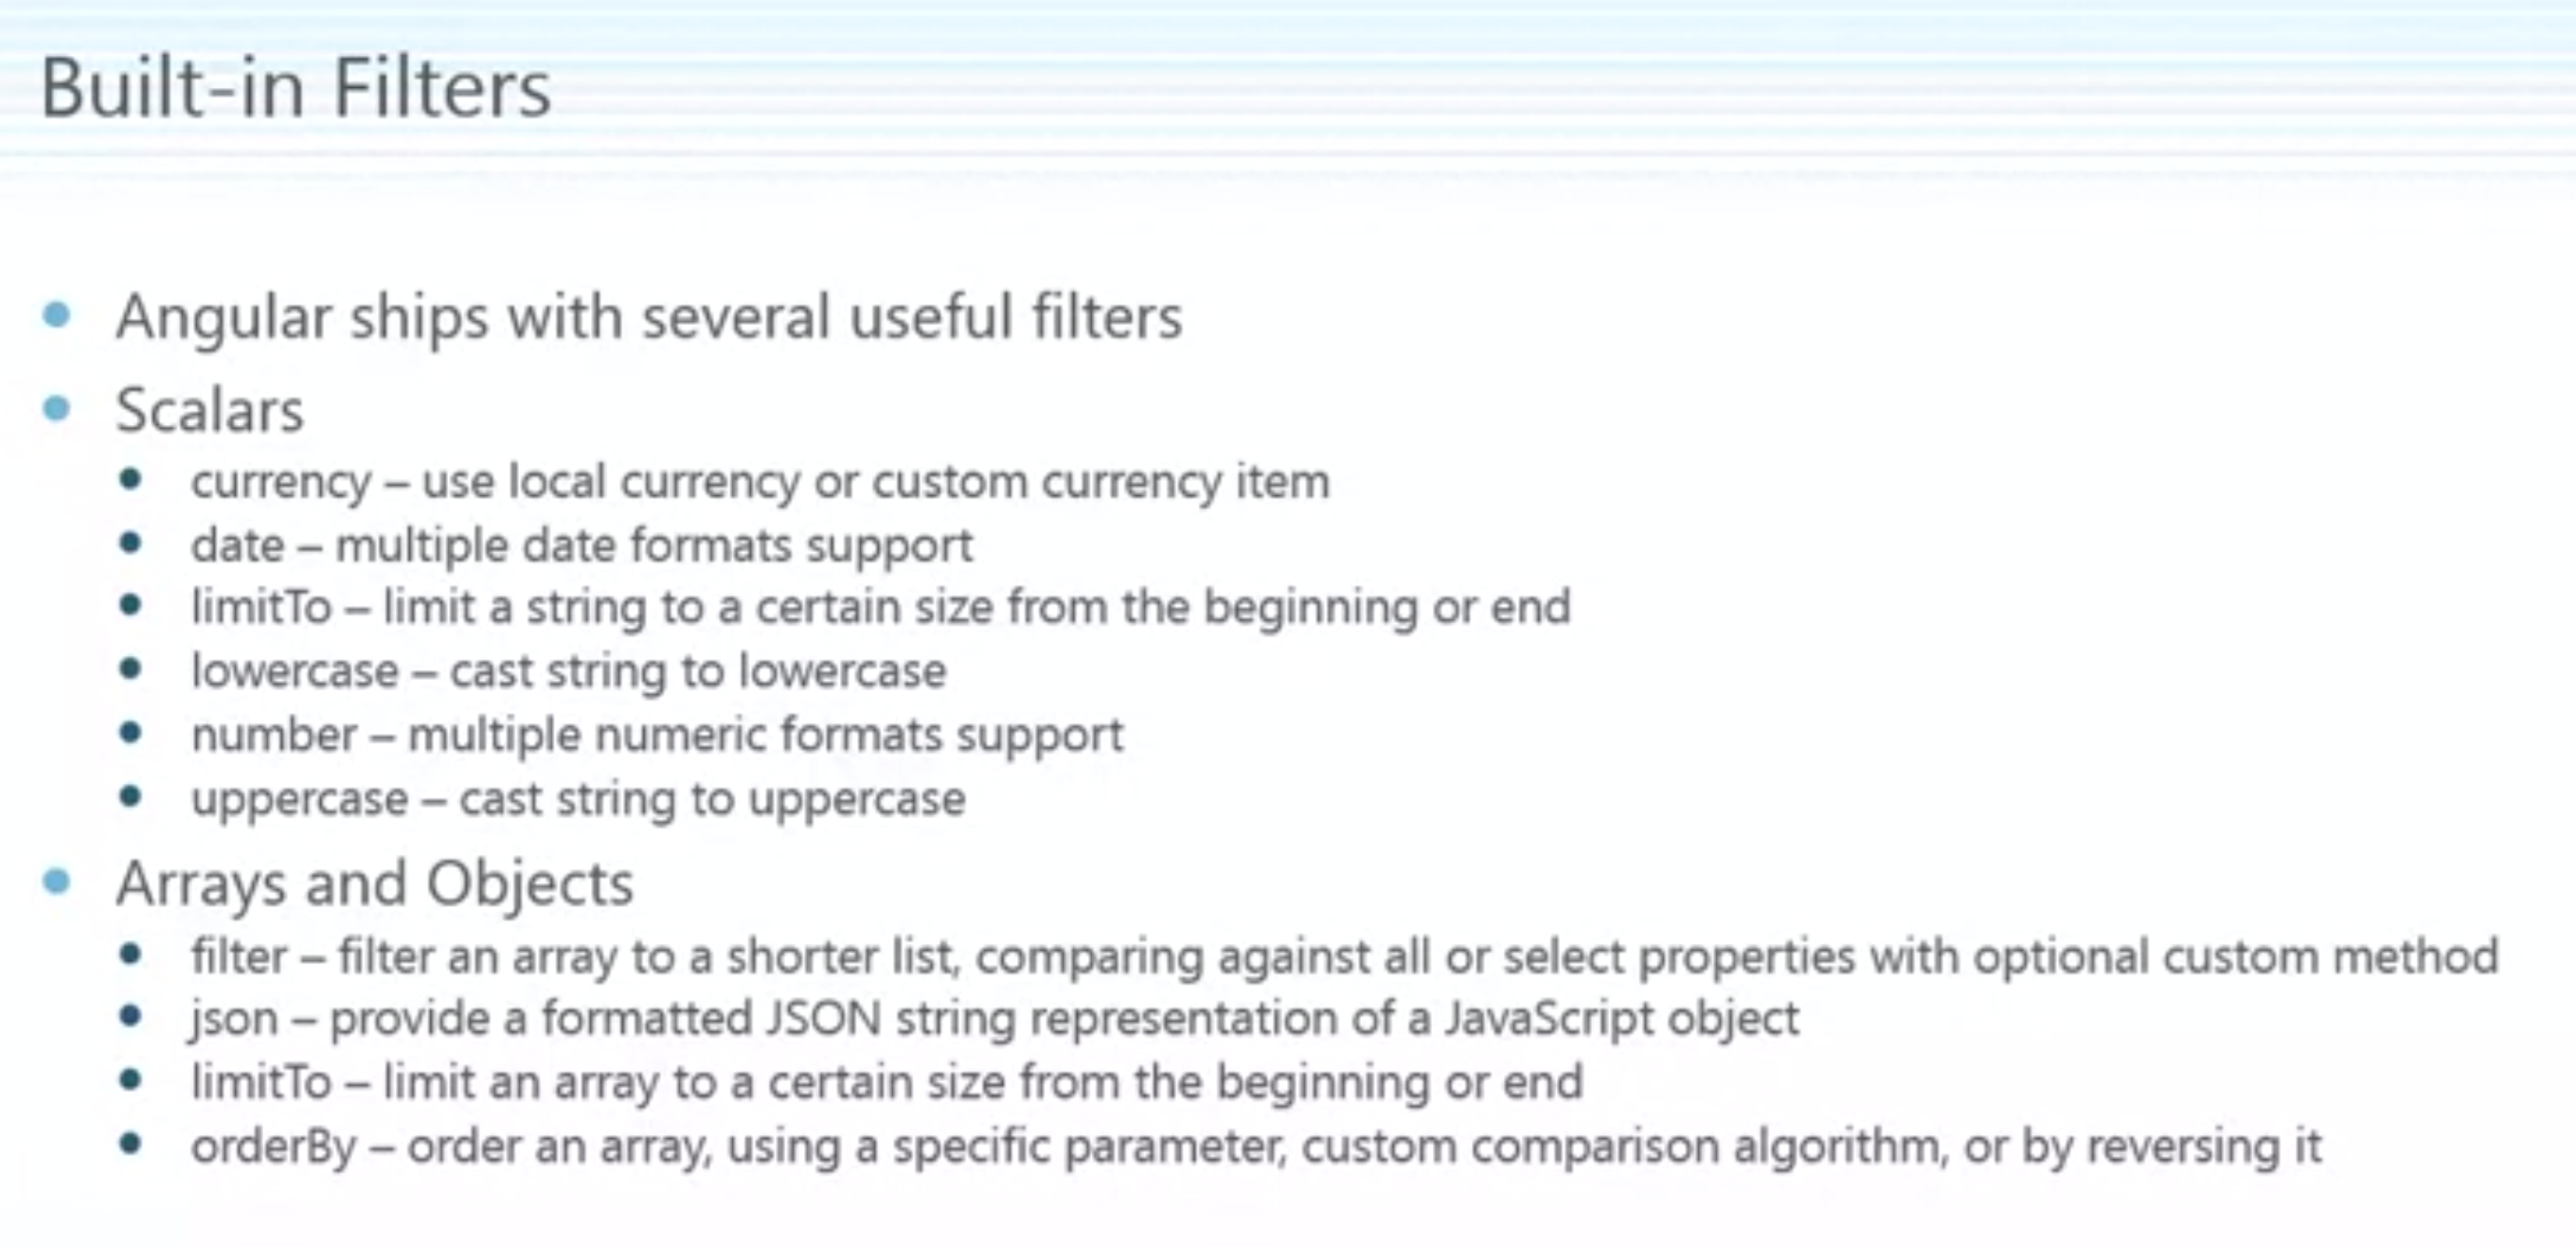 Built-in Filters
• Angular ships with several useful filters
• Scalars
• currency – use local currency or custom currency item
• date – multiple date formats support
• limitTo – limit a string to a certain size from the beginning or end
• lowercase – cast string to lowercase
• number – multiple numeric formats support
• uppercase – cast string to uppercase
• Arrays and Objects
• filter – filter an array to a shorter list, comparing against all or select properties with optional custom method
• json – provide a formatted JSON string representation of a JavaScript object
• limitTo – limit an array to a certain size from the beginning or end
• orderBy – order an array, using a specific parameter, custom comparison algorithm, or by reversing it